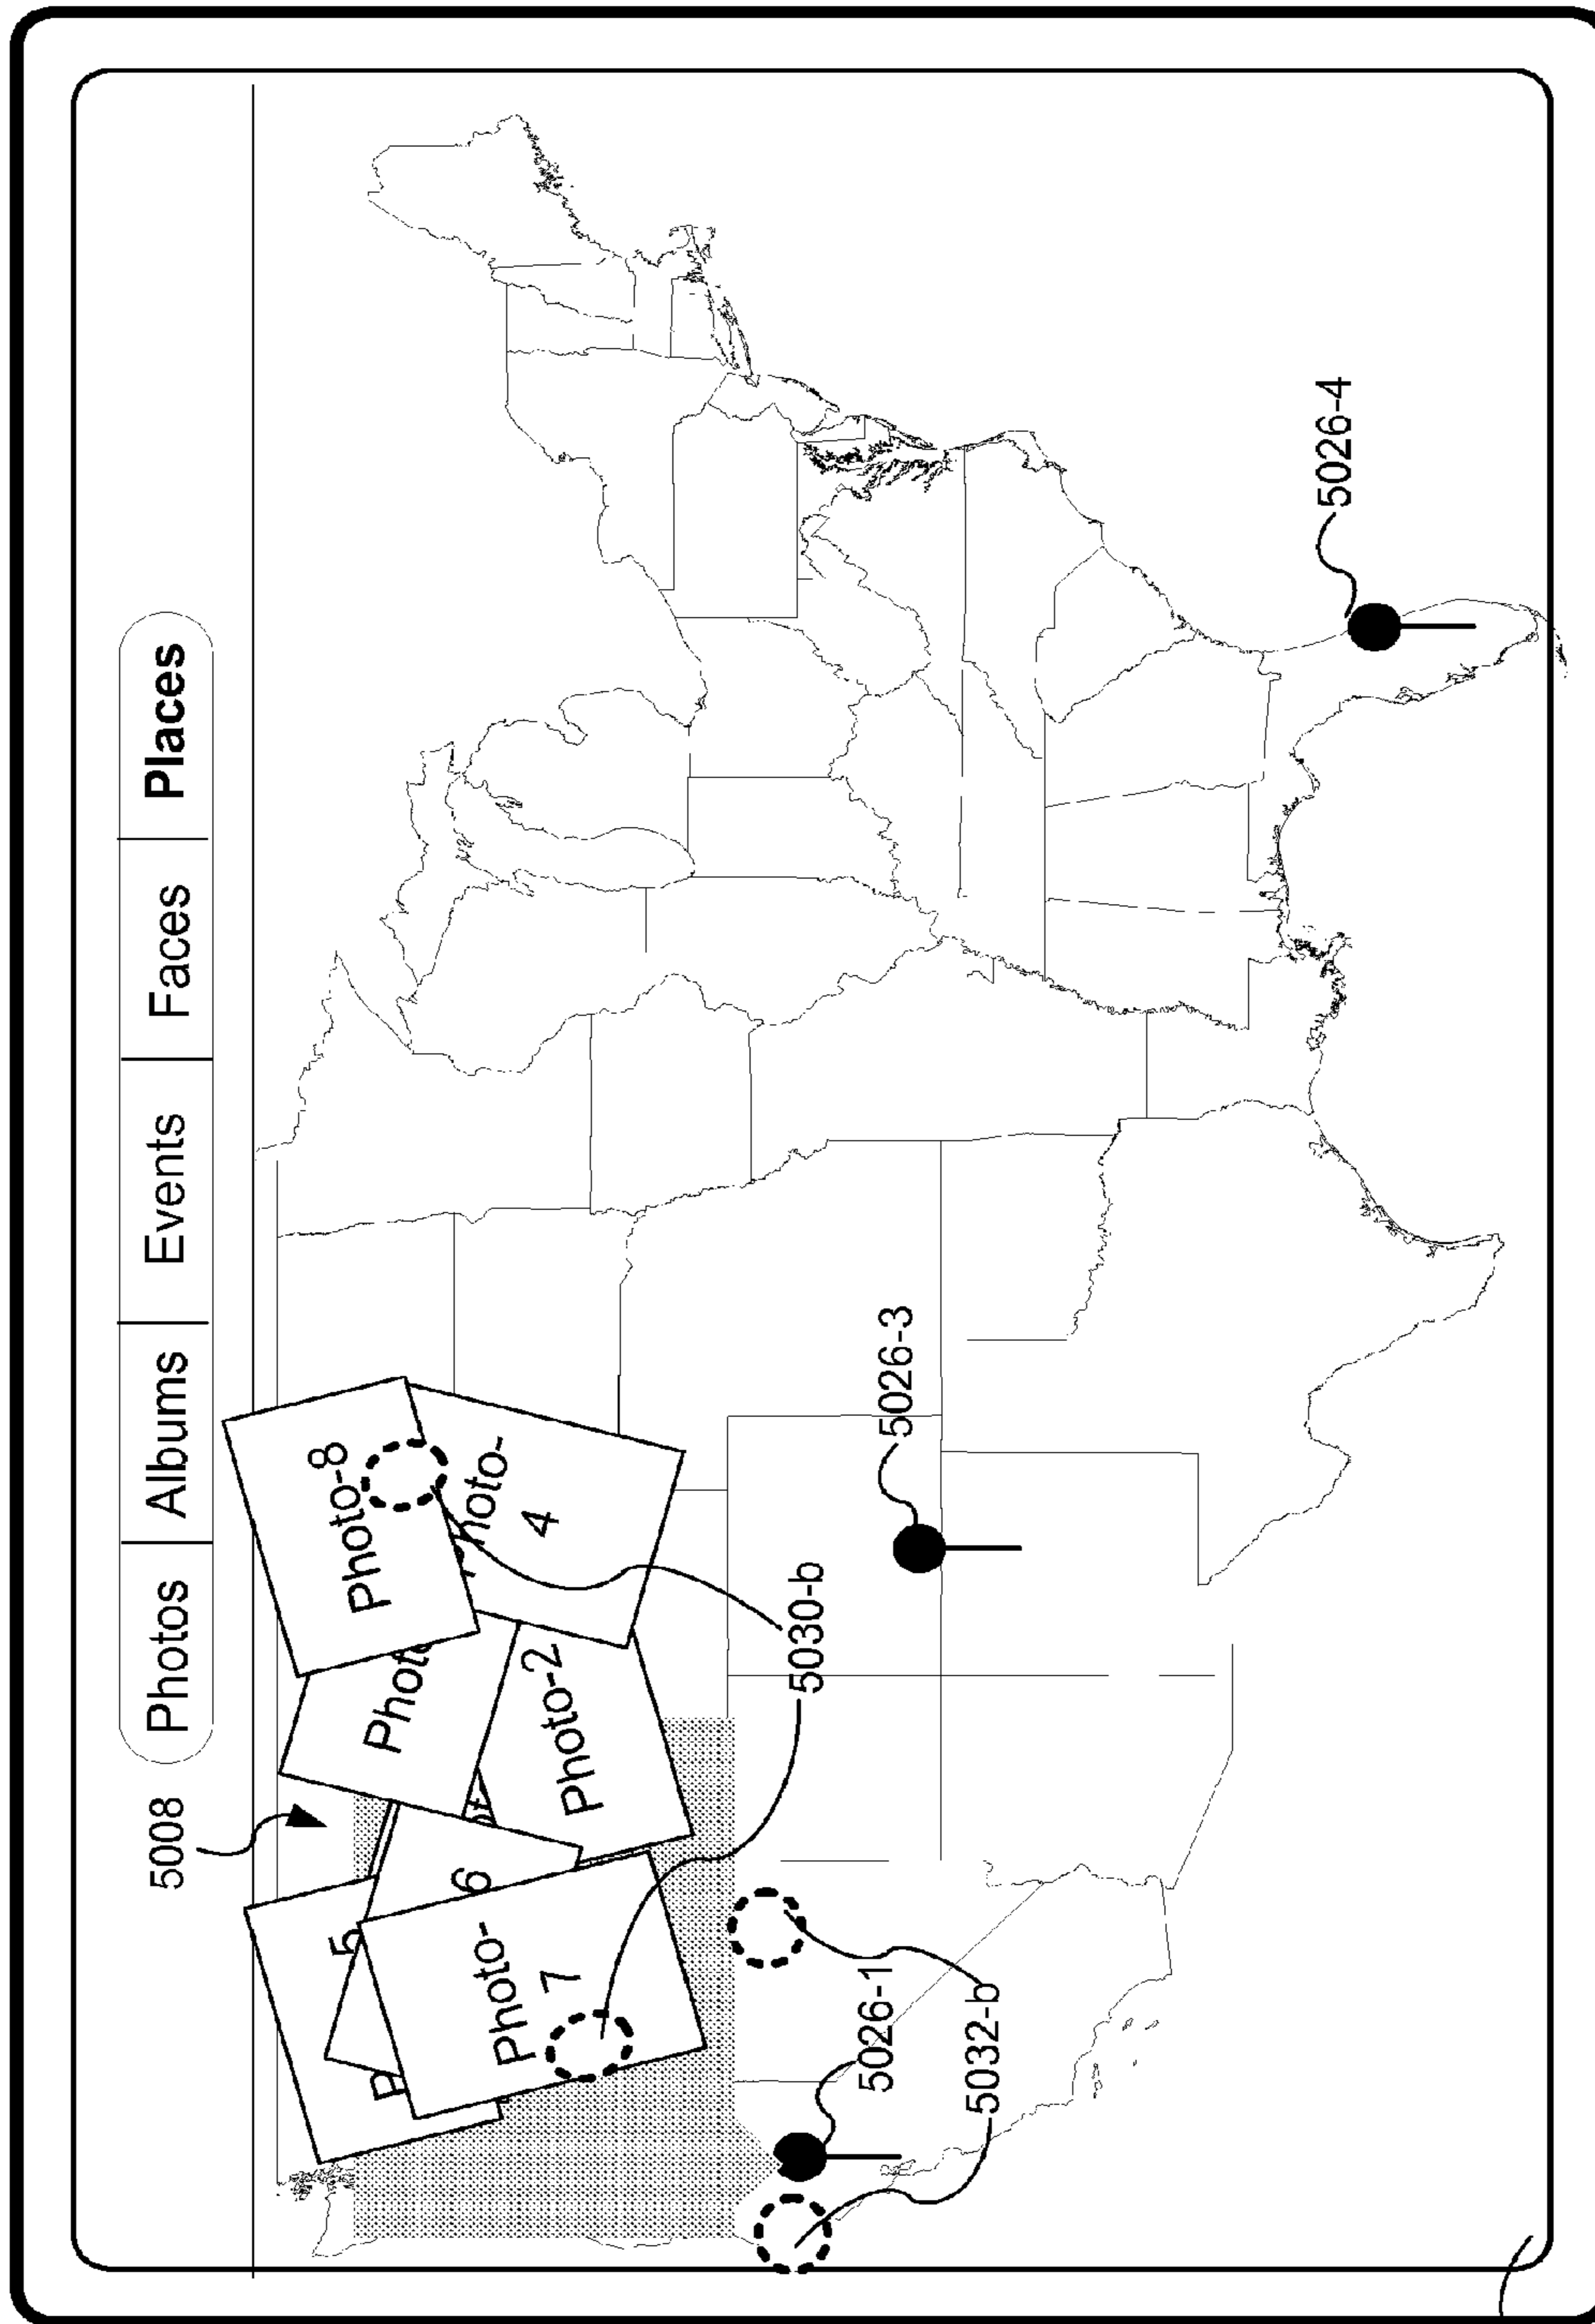 Photos
Albums
Events
Faces
Places
5008
Photo-8
Photo-2
4
5
6
Photo-
7
5030-b
5026-3
5026-4
5026-1
5032-b